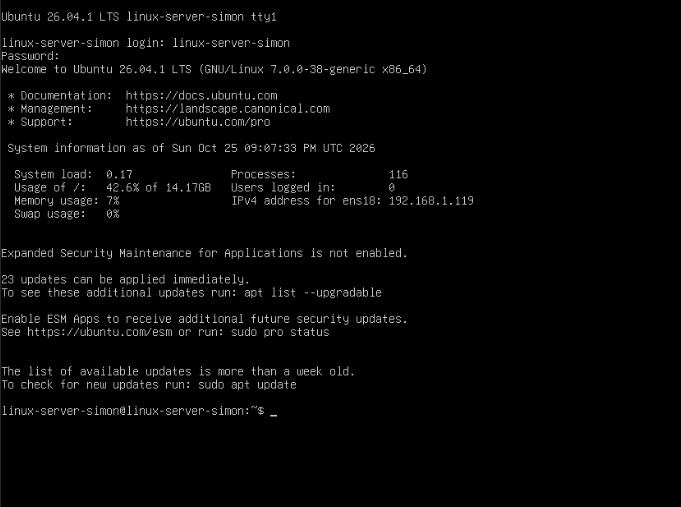 Ubuntu 26.04.1 LTS linux-server-simon tty1
linux-server-simon login: linux-server-simon
Password:
Welcome to Ubuntu 26.04.1 LTS (GNU/Linux 7.0.0-38-generic x86_64)
* Documentation:  https://docs.ubuntu.com
* Management:     https://landscape.canonical.com
* Support:        https://ubuntu.com/pro
System information as of Sun Oct 25 09:07:33 PM UTC 2026
System load:  0.17               Processes:              116
Usage of /:   42.6% of 14.17GB   Users logged in:        0
Memory usage: 7%                 IPv4 address for ens18: 192.168.1.119
Swap usage:   0%
Expanded Security Maintenance for Applications is not enabled.
23 updates can be applied immediately.
To see these additional updates run: apt list --upgradable
Enable ESM Apps to receive additional future security updates.
See https://ubuntu.com/esm or run: sudo pro status
The list of available updates is more than a week old.
To check for new updates run: sudo apt update
linux-server-simon@linux-server-simon:~$ _